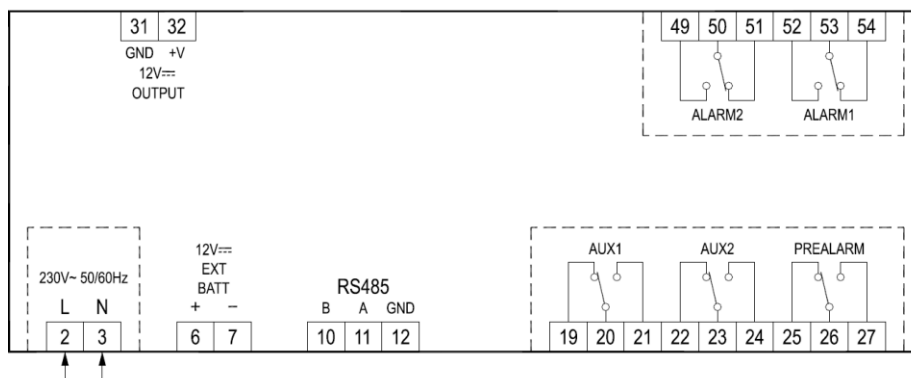 31 32
GND +V
12V⎓
OUTPUT
49 50 51 52 53 54
ALARM2 ALARM1
230V~ 50/60Hz
L N
2 3
12V⎓
EXT
BATT
+ −
6 7
RS485
B A GND
10 11 12
AUX1 AUX2 PREALARM
19 20 21 22 23 24 25 26 27